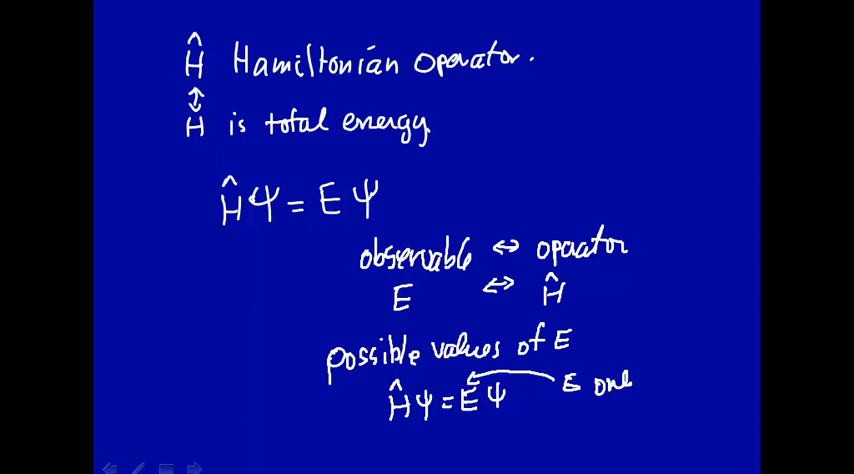 Ĥ Hamiltonian operator.
↕
H is total energy
ĤΨ = EΨ
observable ↔ operator
E ↔ Ĥ
possible values of E
ĤΨ = EΨ ← E one